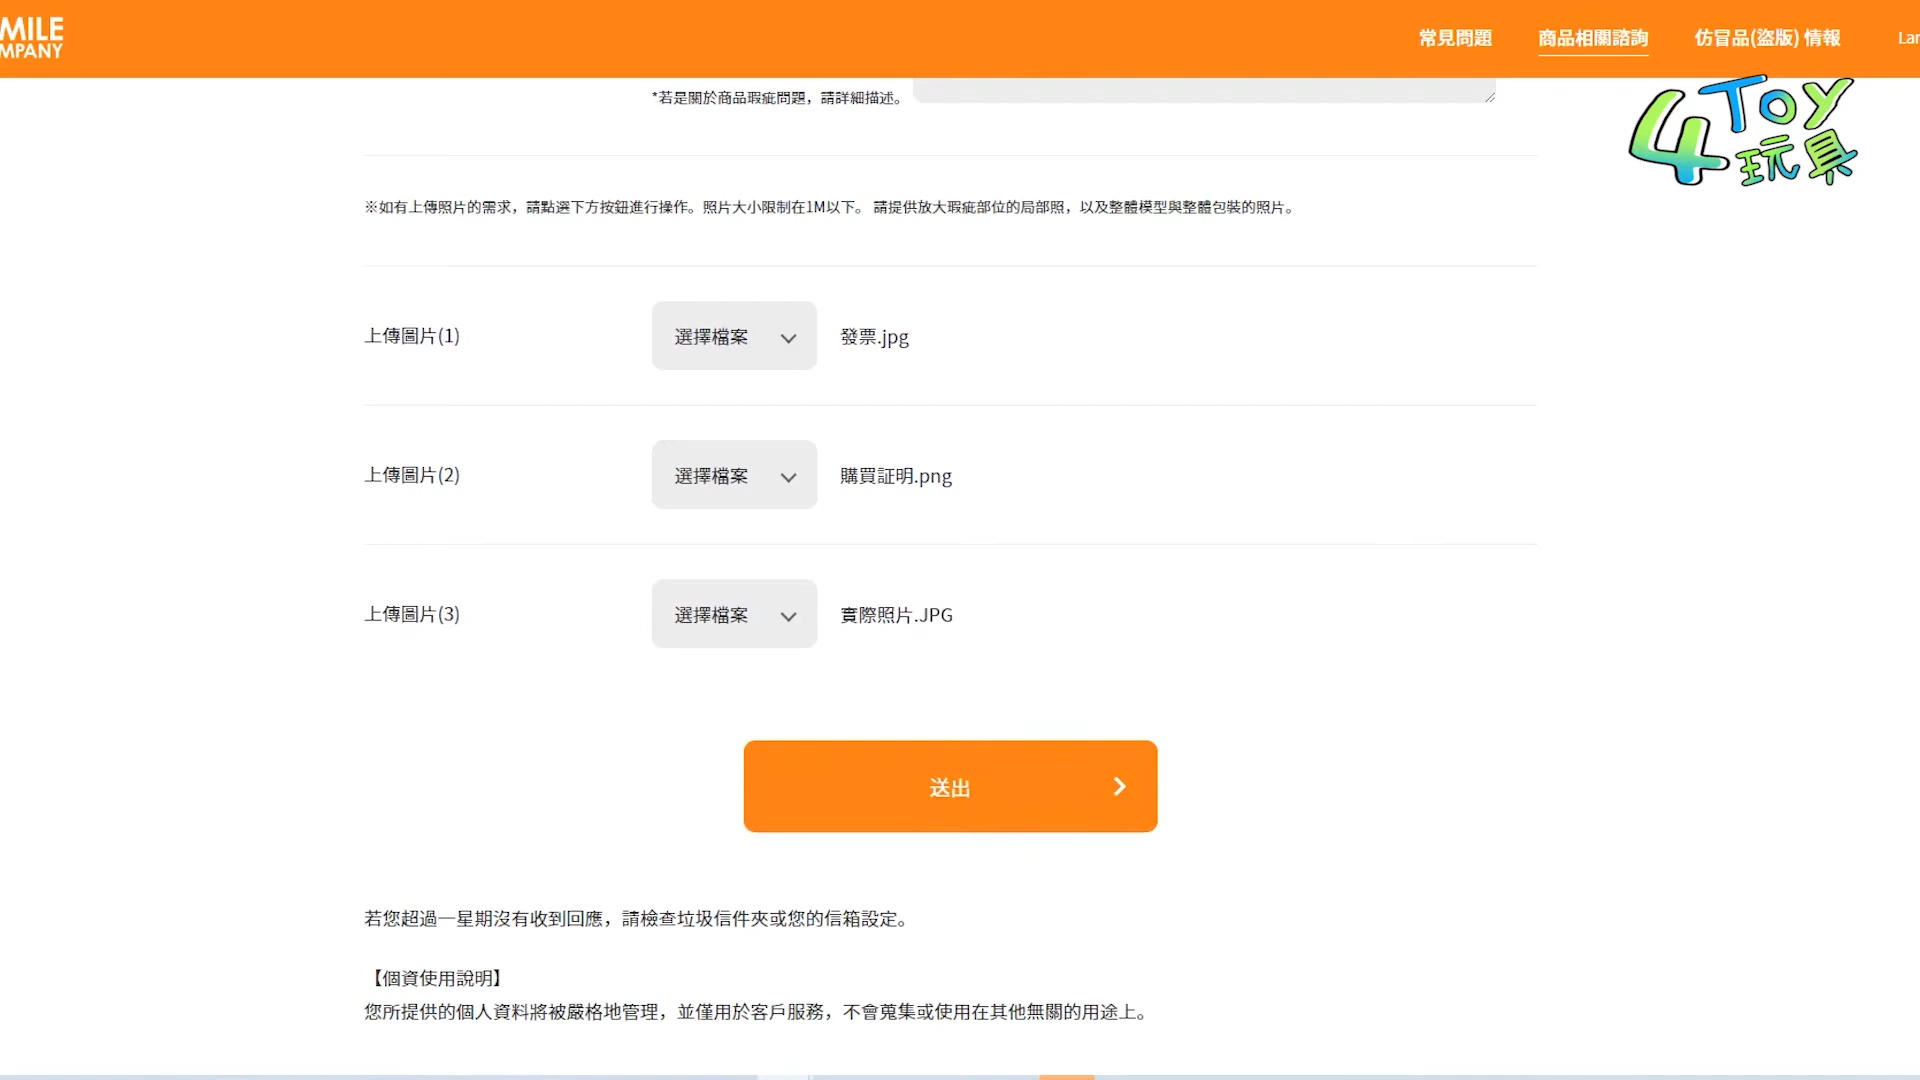 MILE
MPANY
常見問題
商品相關諮詢
仿冒品(盜版) 情報
Lan
4TOY
玩具
*若是關於商品瑕疵問題，請詳細描述。
※如有上傳照片的需求，請點選下方按鈕進行操作。照片大小限制在1M以下。 請提供放大瑕疵部位的局部照，以及整體模型與整體包裝的照片。
上傳圖片(1)
選擇檔案
發票.jpg
上傳圖片(2)
選擇檔案
購買証明.png
上傳圖片(3)
選擇檔案
實際照片.JPG
送出
若您超過一星期沒有收到回應，請檢查垃圾信件夾或您的信箱設定。
【個資使用說明】
您所提供的個人資料將被嚴格地管理，並僅用於客戶服務，不會蒐集或使用在其他無關的用途上。